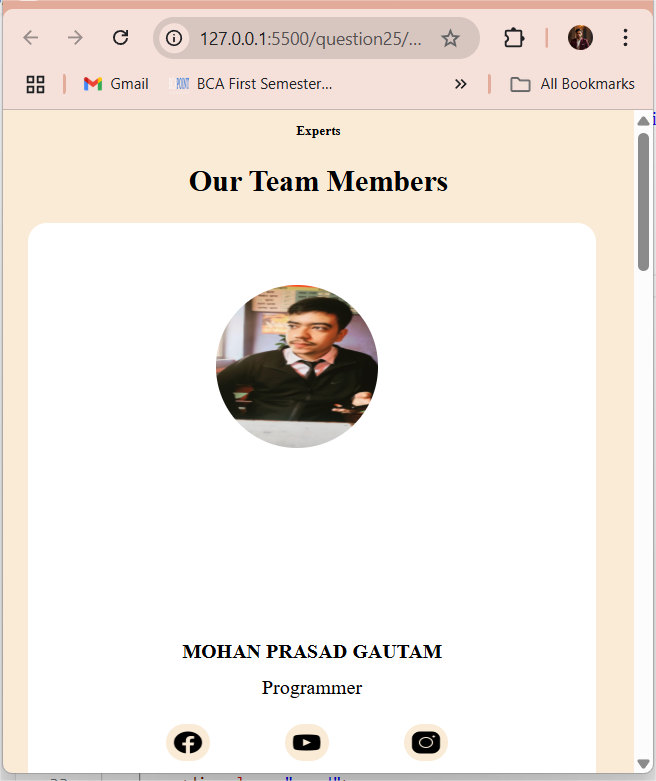 127.0.0.1:5500/question25/...
Gmail
BCA First Semester...
All Bookmarks
Experts
Our Team Members
MOHAN PRASAD GAUTAM
Programmer